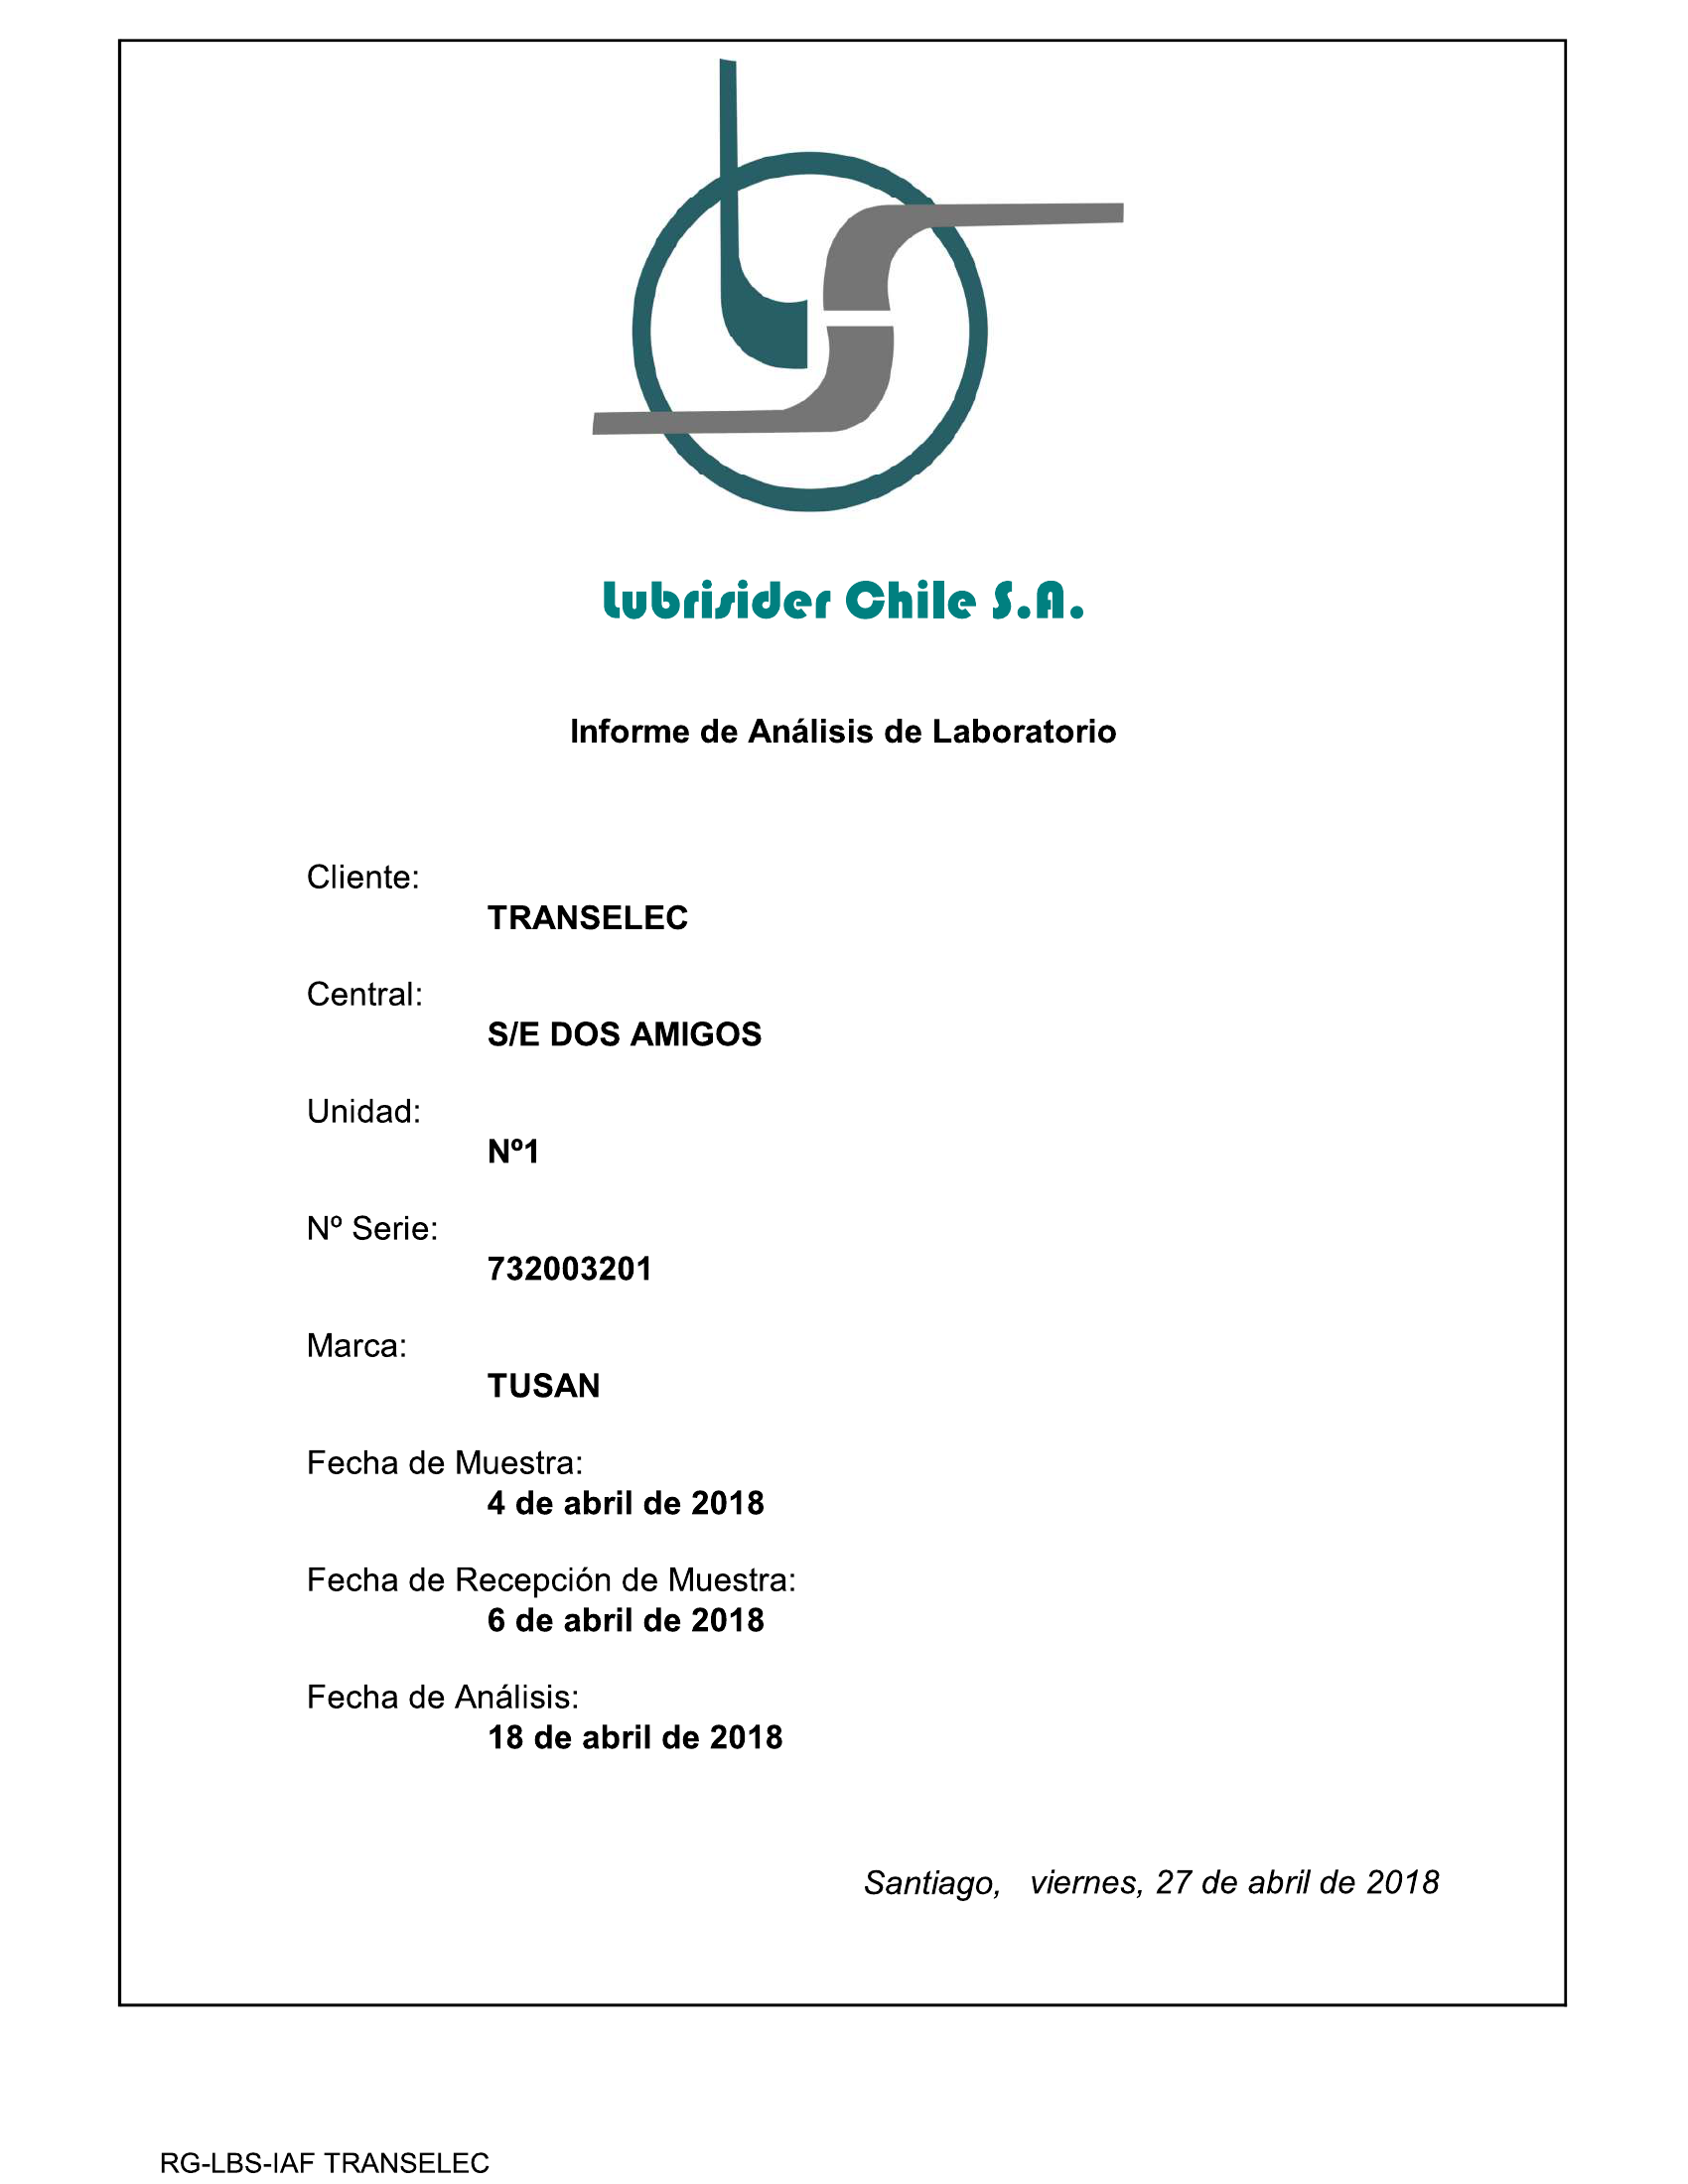 Lubrisider Chile S.A.
Informe de Análisis de Laboratorio
Cliente:
TRANSELEC
Central:
S/E DOS AMIGOS
Unidad:
Nº1
Nº Serie:
732003201
Marca:
TUSAN
Fecha de Muestra:
4 de abril de 2018
Fecha de Recepción de Muestra:
6 de abril de 2018
Fecha de Análisis:
18 de abril de 2018
Santiago, viernes, 27 de abril de 2018
RG-LBS-IAF TRANSELEC